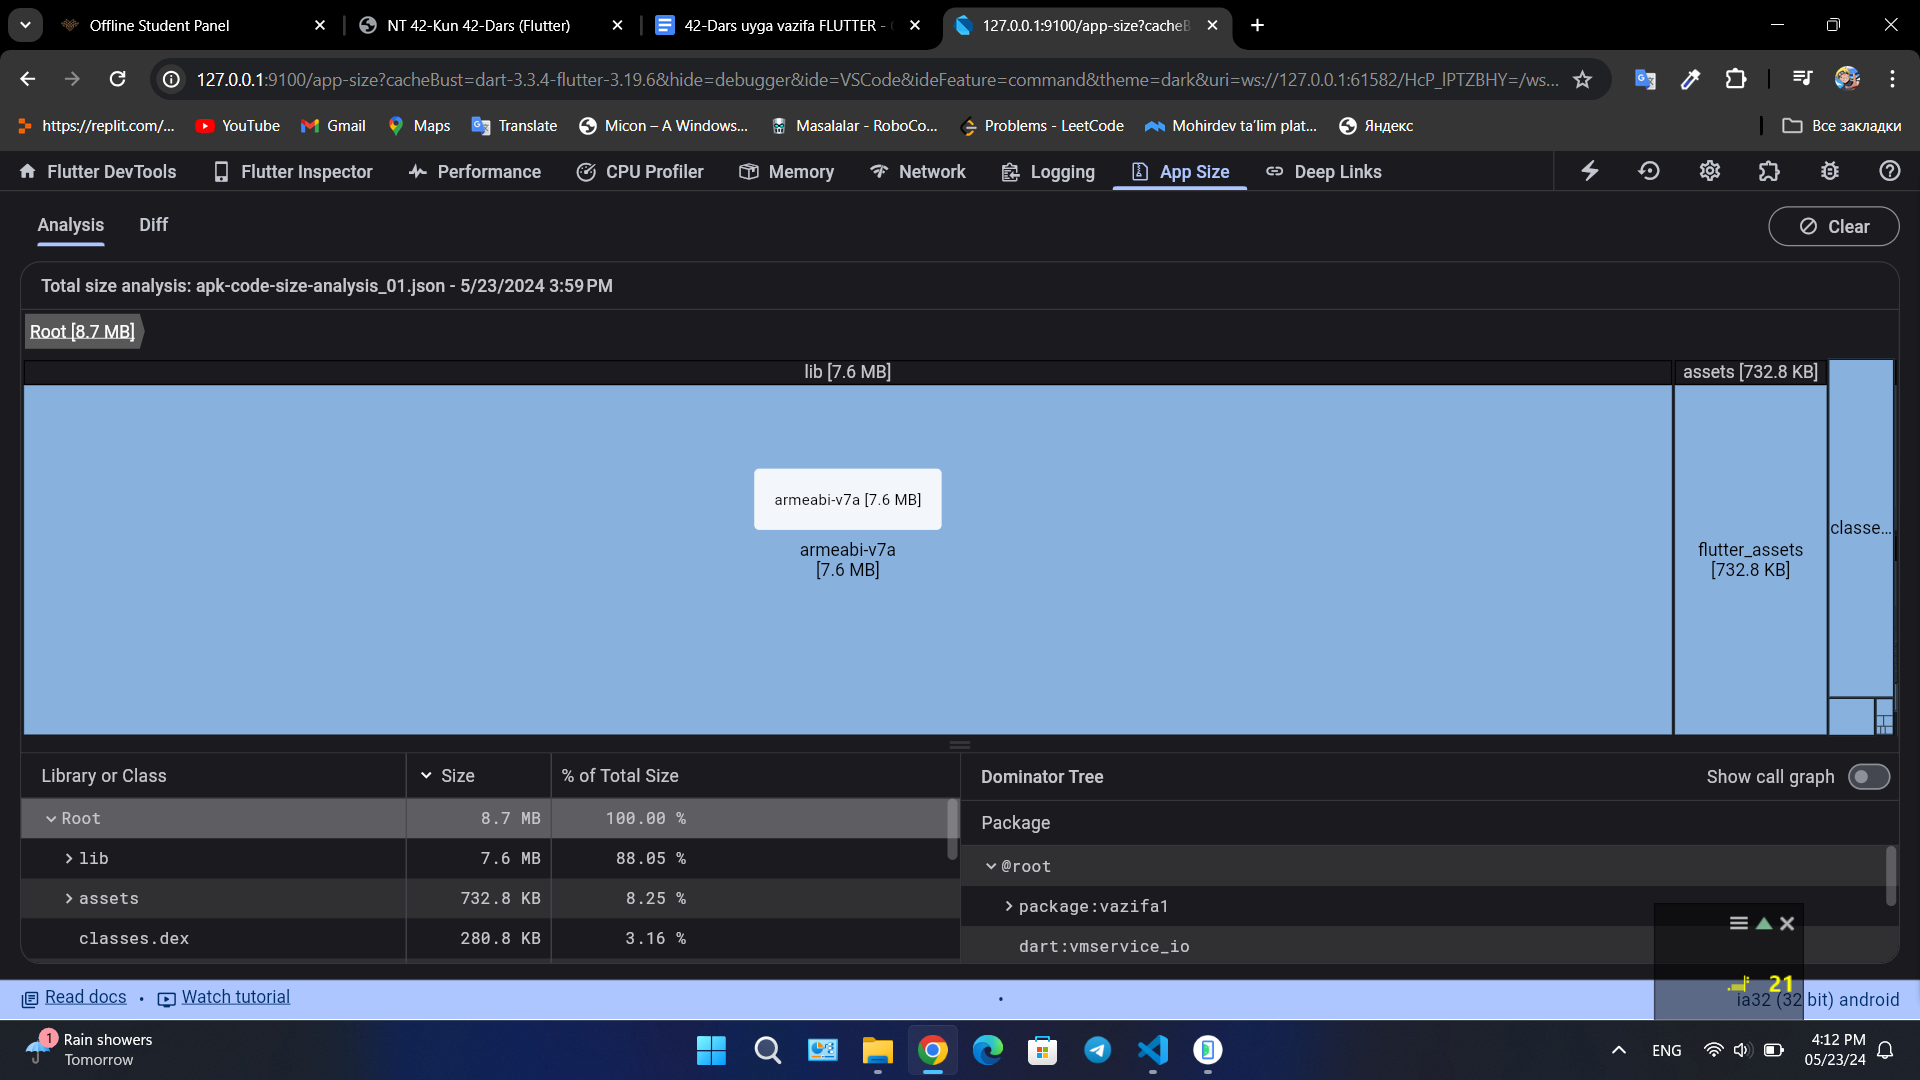 Offline Student Panel
NT 42-Kun 42-Dars (Flutter)
42-Dars uyga vazifa FLUTTER -
127.0.0.1:9100/app-size?cacheB
127.0.0.1:9100/app-size?cacheBust=dart-3.3.4-flutter-3.19.6&hide=debugger&ide=VSCode&ideFeature=command&theme=dark&uri=ws://127.0.0.1:61582/HcP_lPTZBHY=/ws...
https://replit.com/...
YouTube
Gmail
Maps
Translate
Micon – A Windows...
Masalalar - RoboCo...
Problems - LeetCode
Mohirdev ta'lim plat...
Яндекс
Все закладки
Flutter DevTools
Flutter Inspector
Performance
CPU Profiler
Memory
Network
Logging
App Size
Deep Links
Analysis
Diff
Clear
Total size analysis: apk-code-size-analysis_01.json - 5/23/2024 3:59 PM
Root [8.7 MB]
lib [7.6 MB]
assets [732.8 KB]
armeabi-v7a [7.6 MB]
armeabi-v7a
[7.6 MB]
flutter_assets
[732.8 KB]
classe...
Library or Class
Size
% of Total Size
Root
8.7 MB
100.00 %
lib
7.6 MB
88.05 %
assets
732.8 KB
8.25 %
classes.dex
280.8 KB
3.16 %
Dominator Tree
Show call graph
Package
@root
package:vazifa1
dart:vmservice_io
21
Read docs
•
Watch tutorial
•
ia32 (32 bit) android
1
Rain showers
Tomorrow
ENG
4:12 PM
05/23/24